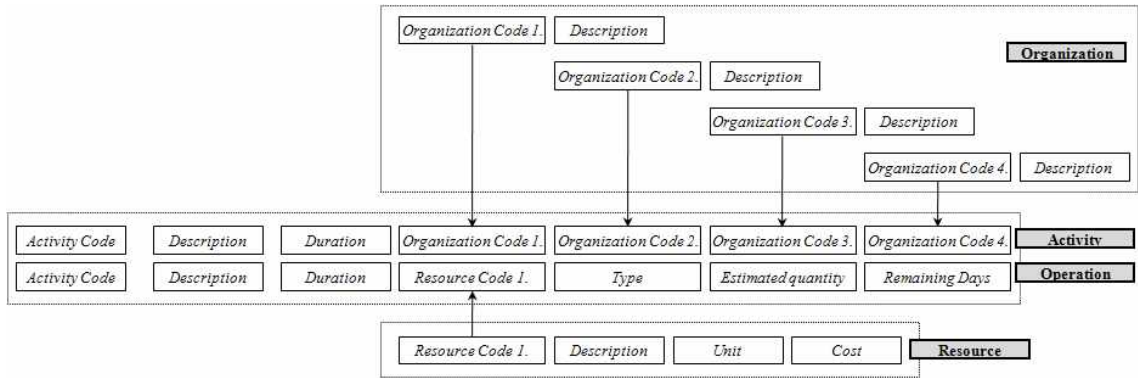 Organization Code 1. Description
Organization
Organization Code 2. Description
Organization Code 3. Description
Organization Code 4. Description
Activity Code Description Duration Organization Code 1. Organization Code 2. Organization Code 3. Organization Code 4. Activity
Activity Code Description Duration Resource Code 1. Type Estimated quantity Remaining Days Operation
Resource Code 1. Description Unit Cost Resource